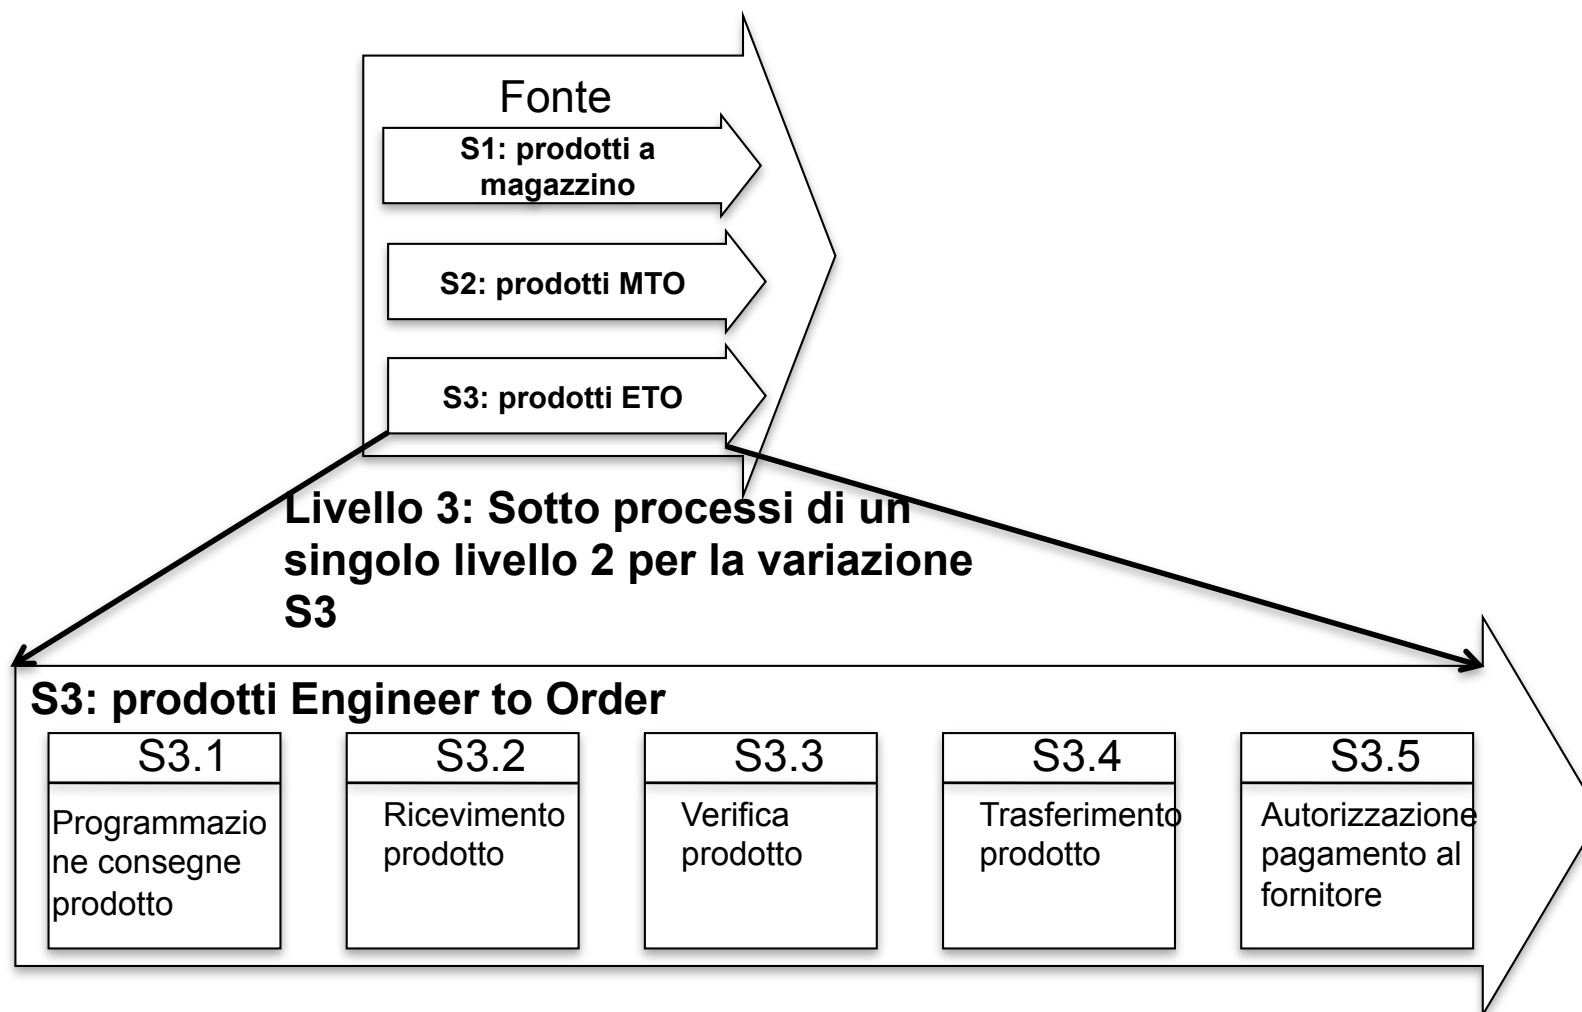 Fonte
S1: prodotti a
magazzino
S2: prodotti MTO
S3: prodotti ETO
Livello 3: Sotto processi di un
singolo livello 2 per la variazione
S3
S3: prodotti Engineer to Order
S3.1
Programmazio
ne consegne
prodotto
S3.2
Ricevimento
prodotto
S3.3
Verifica
prodotto
S3.4
Trasferimento
prodotto
S3.5
Autorizzazione
pagamento al
fornitore